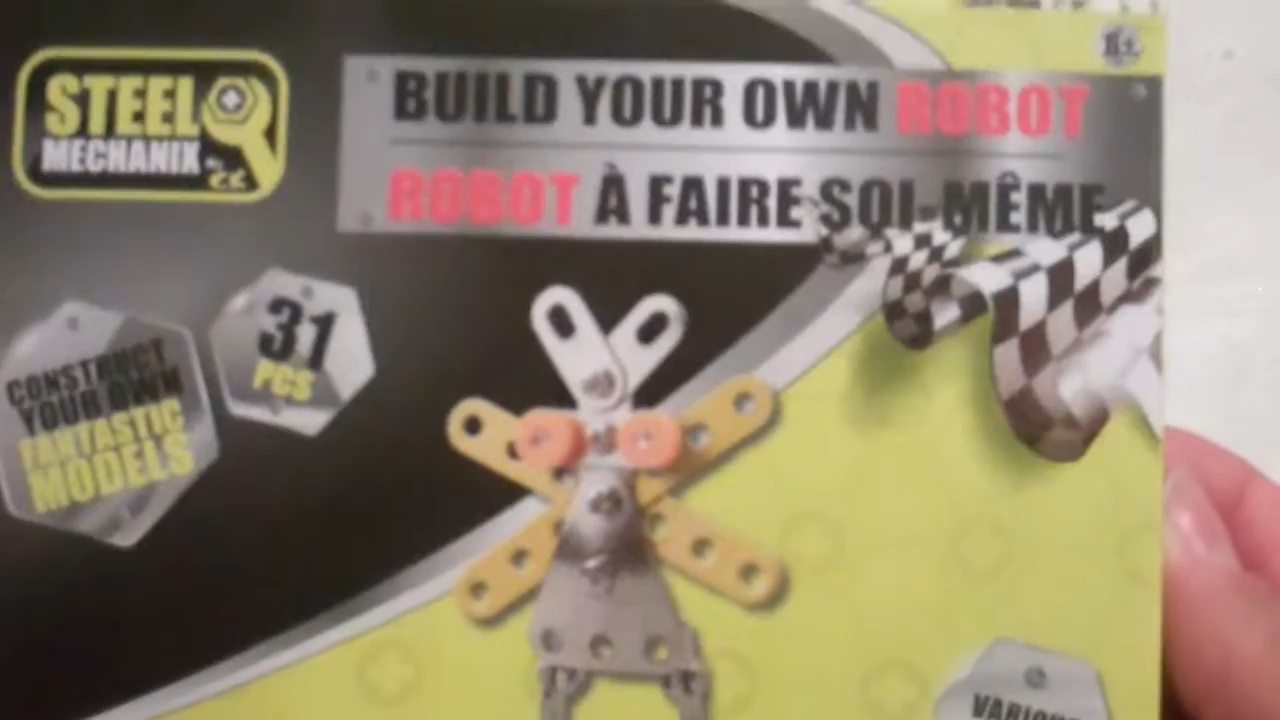 STEEL
MECHANIX
BUILD YOUR OWN ROBOT
ROBOT À FAIRE SOI-MÊME
31
PCS
CONSTRUCT
YOUR OWN
FANTASTIC
MODELS